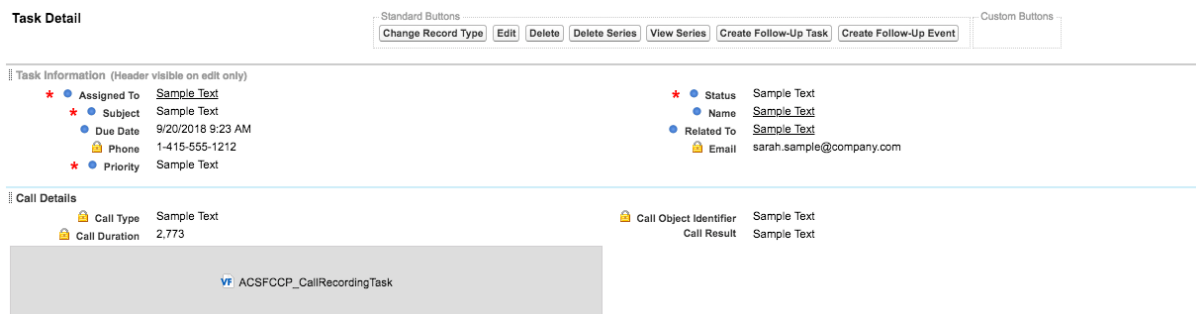 Task Detail
Standard Buttons
Custom Buttons
Change Record Type Edit Delete Delete Series View Series Create Follow-Up Task Create Follow-Up Event
Task Information (Header visible on edit only)
* Assigned To Sample Text
* Status Sample Text
* Subject Sample Text
Name Sample Text
Due Date 9/20/2018 9:23 AM
Related To Sample Text
Phone 1-415-555-1212
Email sarah.sample@company.com
* Priority Sample Text
Call Details
Call Type Sample Text
Call Object Identifier Sample Text
Call Duration 2,773
Call Result Sample Text
VF ACSFCCP_CallRecordingTask